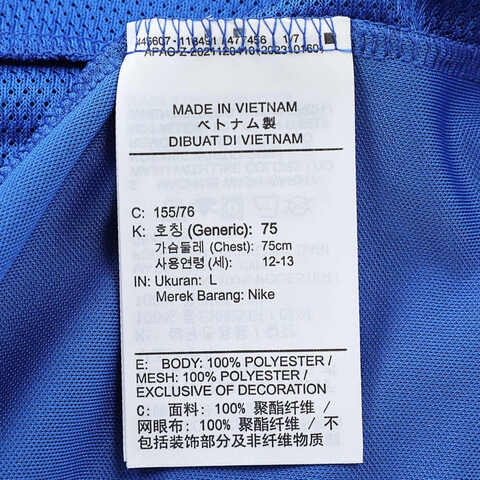 477456 1/7
MADE IN VIETNAM
ベトナム製
DIBUAT DI VIETNAM
C: 155/76
K: 호칭 (Generic): 75
가슴둘레 (Chest): 75cm
사용연령 (세): 12-13
IN: Ukuran: L
Merek Barang: Nike
E: BODY: 100% POLYESTER /
MESH: 100% POLYESTER /
EXCLUSIVE OF DECORATION
C: 面料: 100% 聚酯纤维 /
网眼布: 100% 聚酯纤维 / 不
包括装饰部分及非纤维物质